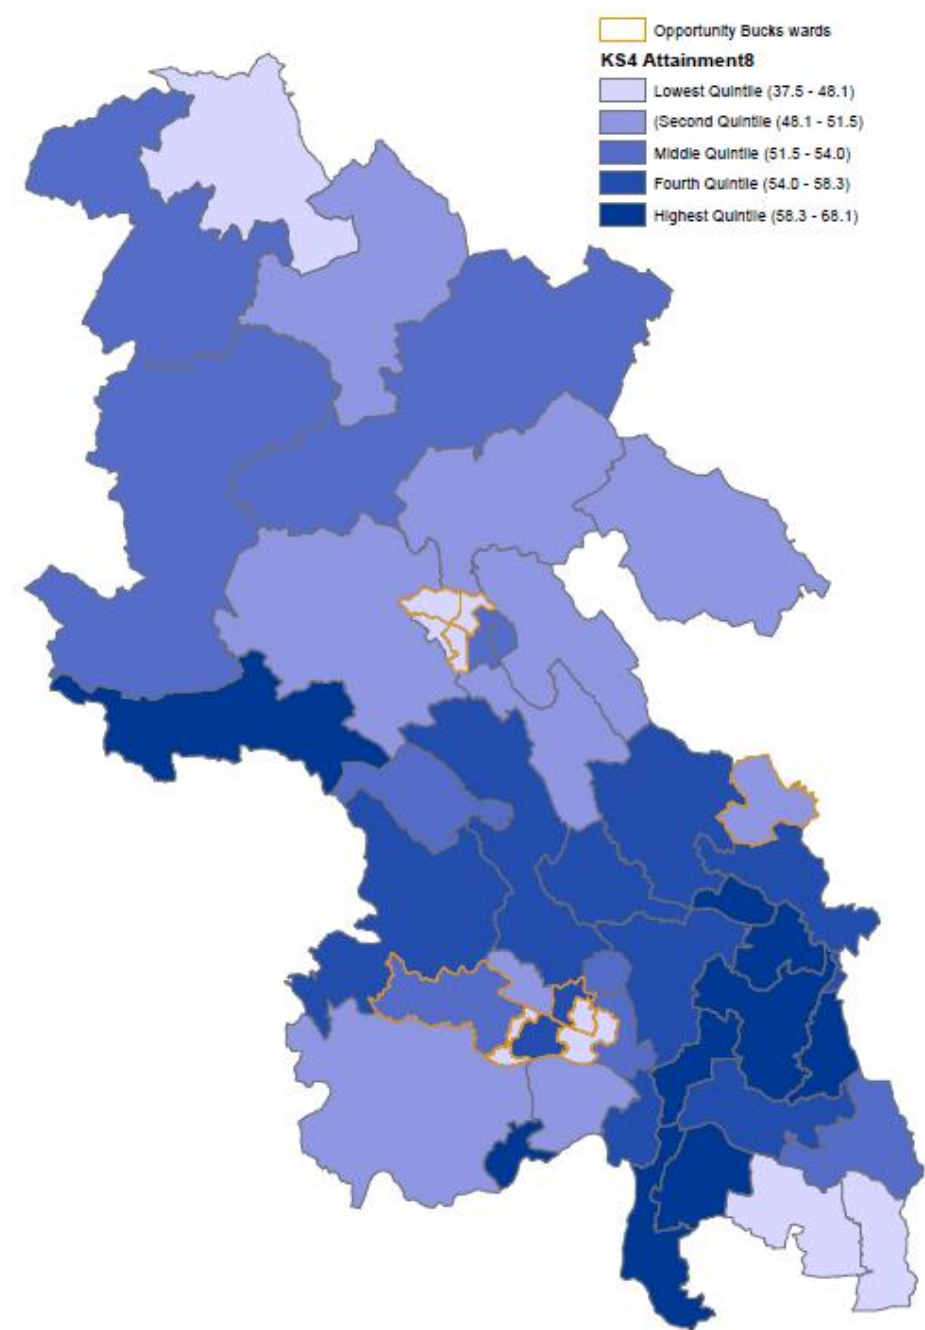 Opportunity Bucks wards
KS4 Attainment8
Lowest Quintile (37.5 - 48.1)
(Second Quintile (48.1 - 51.5)
Middle Quintile (51.5 - 54.0)
Fourth Quintile (54.0 - 58.3)
Highest Quintile (58.3 - 68.1)